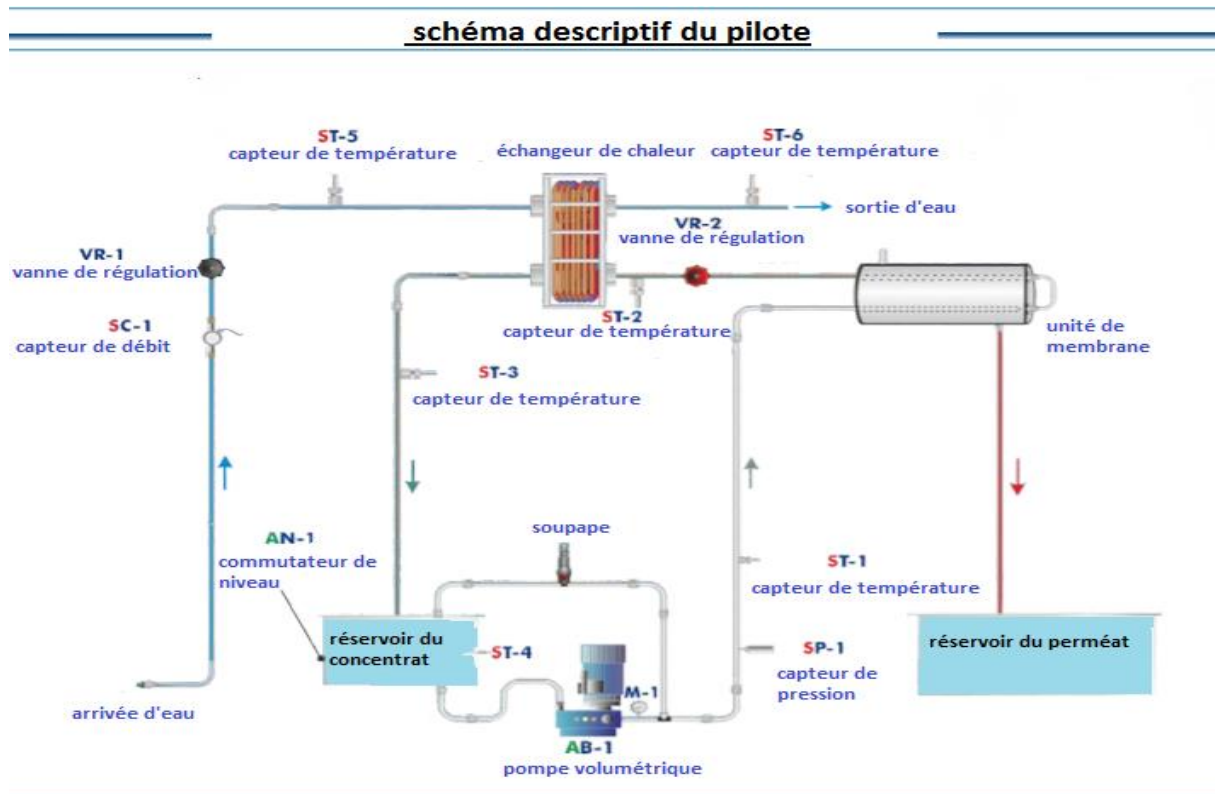 schéma descriptif du pilote
ST-5
capteur de température
échangeur de chaleur
ST-6
capteur de température
sortie d'eau
VR-2
vanne de régulation
VR-1
vanne de régulation
SC-1
capteur de débit
ST-2
capteur de température
unité de
membrane
ST-3
capteur de température
soupape
AN-1
commutateur de
niveau
ST-1
capteur de température
réservoir du
concentrat
ST-4
réservoir du perméat
SP-1
capteur de
pression
M-1
arrivée d'eau
AB-1
pompe volumétrique